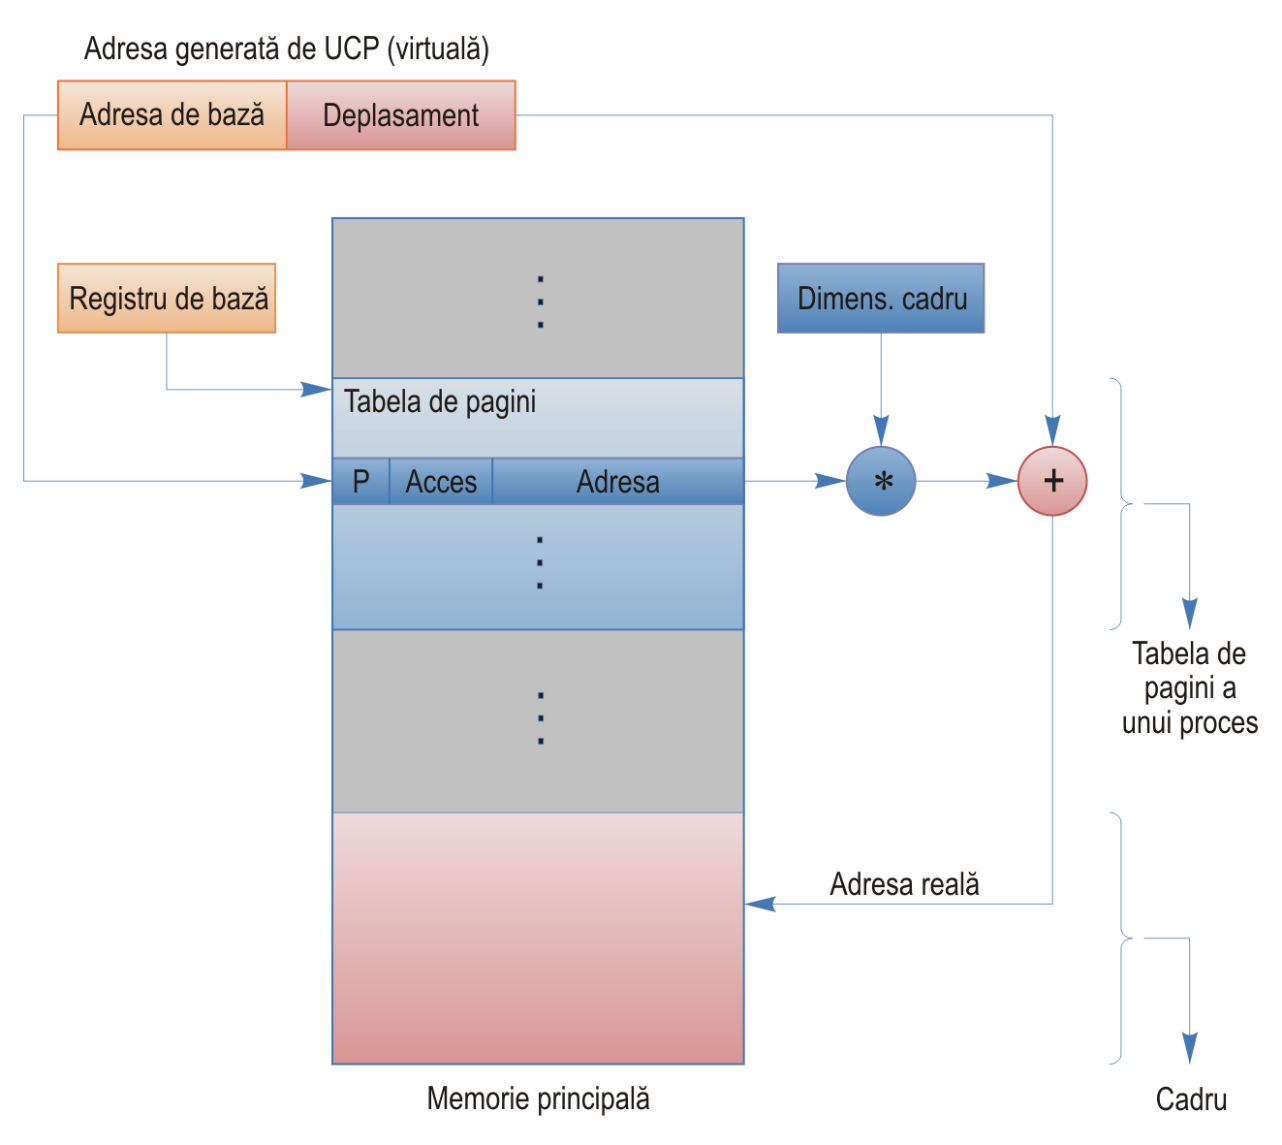 Adresa generată de UCP (virtuală)
Adresa de bază
Deplasament
Registru de bază
Dimens. cadru
Tabela de pagini
P
Acces
Adresa
*
+
Tabela de
pagini a
unui proces
Adresa reală
Memorie principală
Cadru